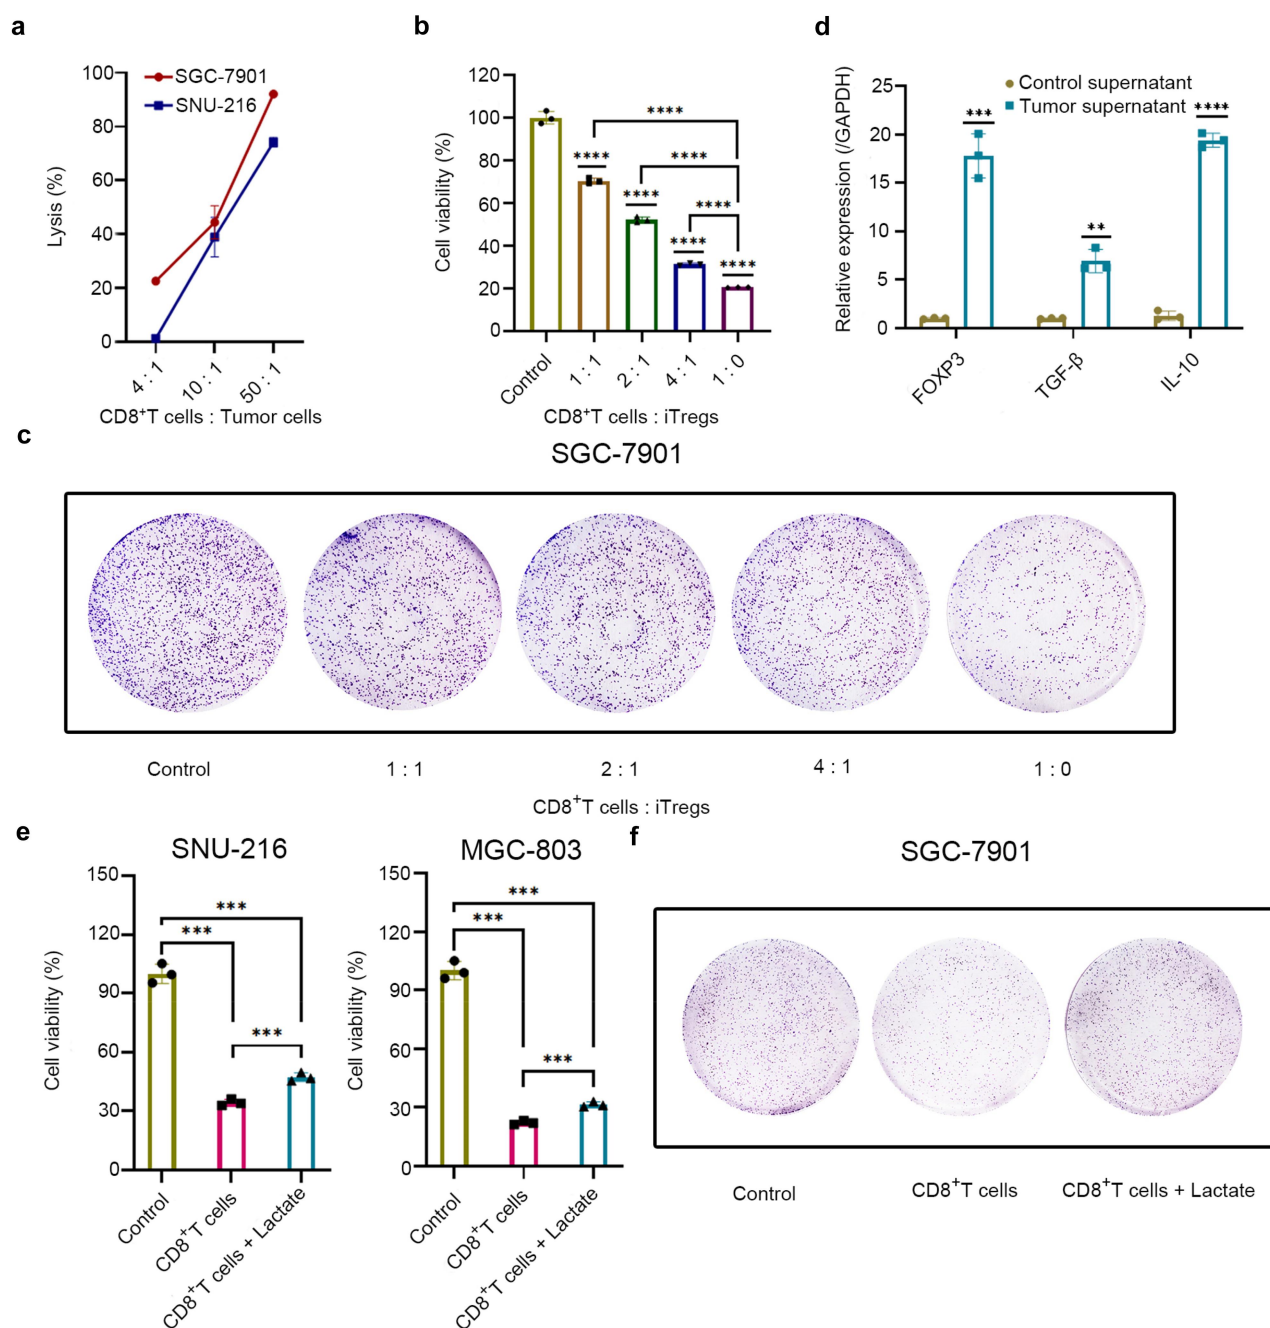 a
100
80
60
40
20
0
Lysis (%)
SGC-7901
SNU-216
4 : 1
10 : 1
50 : 1
CD8⁺T cells : Tumor cells
b
120
100
80
60
40
20
0
Cell viability (%)
****
****
****
****
****
****
****
Control
1 : 1
2 : 1
4 : 1
1 : 0
CD8⁺T cells : iTregs
d
25
20
15
10
5
0
Relative expression (/GAPDH)
Control supernatant
Tumor supernatant
***
**
****
FOXP3
TGF-β
IL-10
c
SGC-7901
Control
1 : 1
2 : 1
4 : 1
1 : 0
CD8⁺T cells : iTregs
e
SNU-216
150
120
90
60
30
0
Cell viability (%)
***
***
***
Control
CD8⁺T cells
CD8⁺T cells + Lactate
MGC-803
150
120
90
60
30
0
Cell viability (%)
***
***
***
Control
CD8⁺T cells
CD8⁺T cells + Lactate
f
SGC-7901
Control
CD8⁺T cells
CD8⁺T cells + Lactate